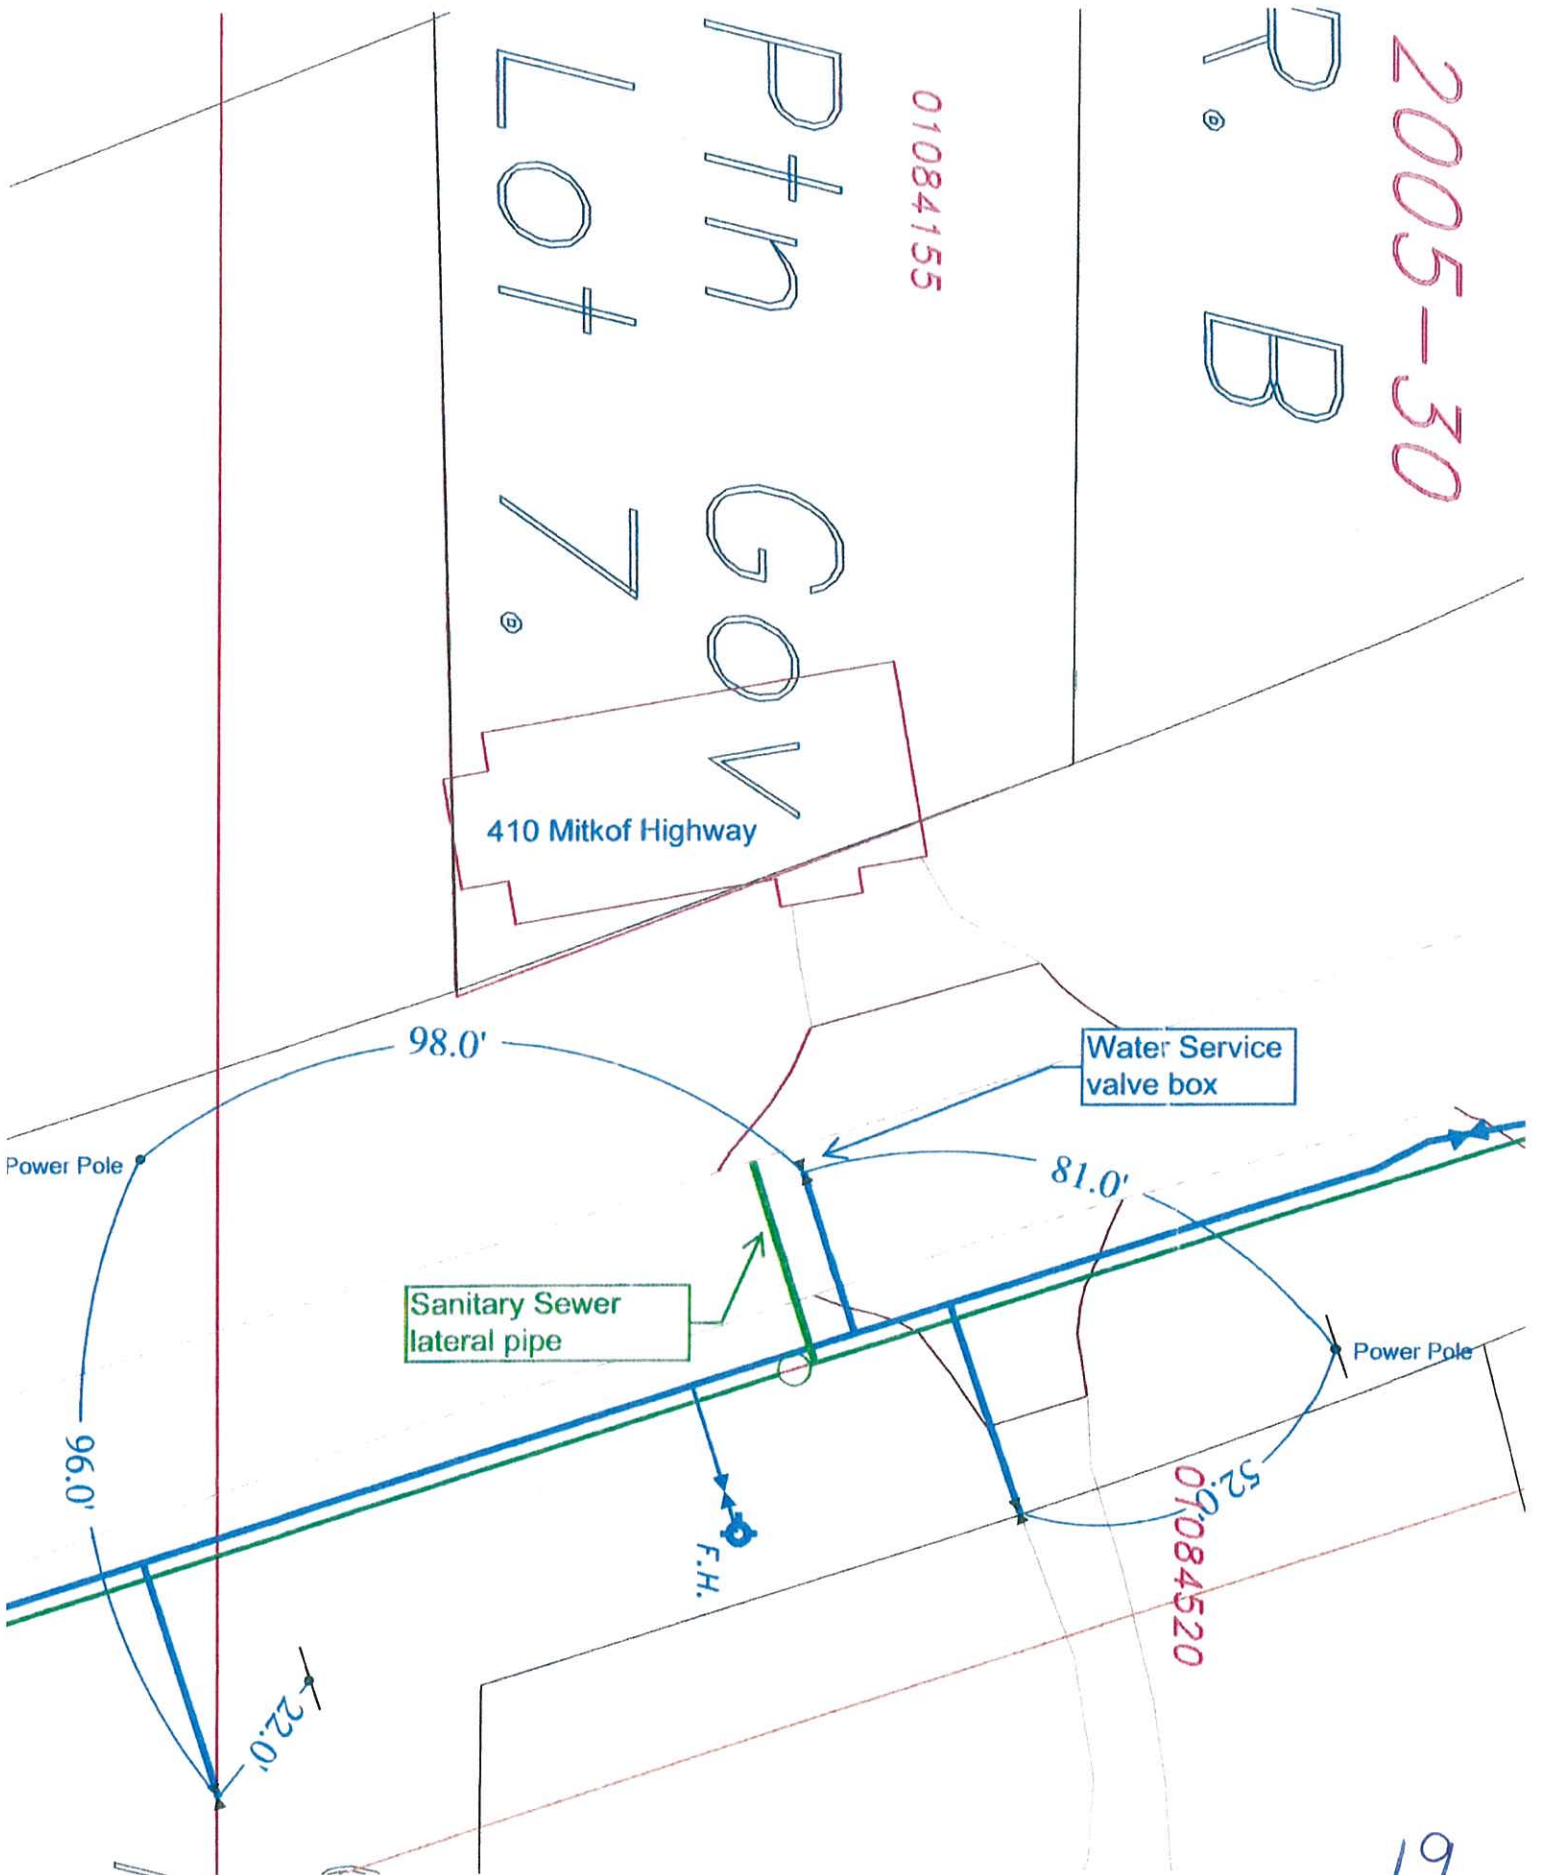 2005-30
R. B
01084155
Ptn Gov
Lot 7.
410 Mitkof Highway
98.0'
Water Service
valve box
Power Pole
81.0'
Sanitary Sewer
lateral pipe
Power Pole
96.0'
52.0'
01084520
F.H.
22.0'
19